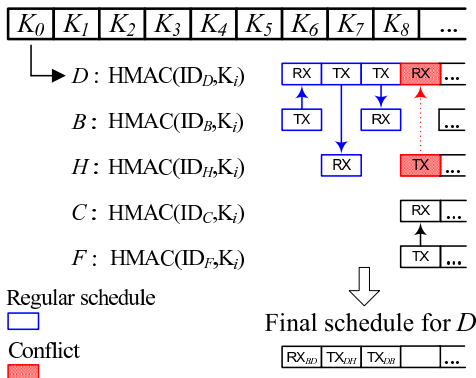 K0 K1 K2 K3 K4 K5 K6 K7 K8 ...
D : HMAC(IDD,Ki) RX TX TX RX ...
B : HMAC(IDB,Ki) TX RX ...
H : HMAC(IDH,Ki) RX TX ...
C : HMAC(IDC,Ki) RX ...
F : HMAC(IDF,Ki) TX ...
Regular schedule
Final schedule for D
Conflict
RXBD TXDH TXDB ...